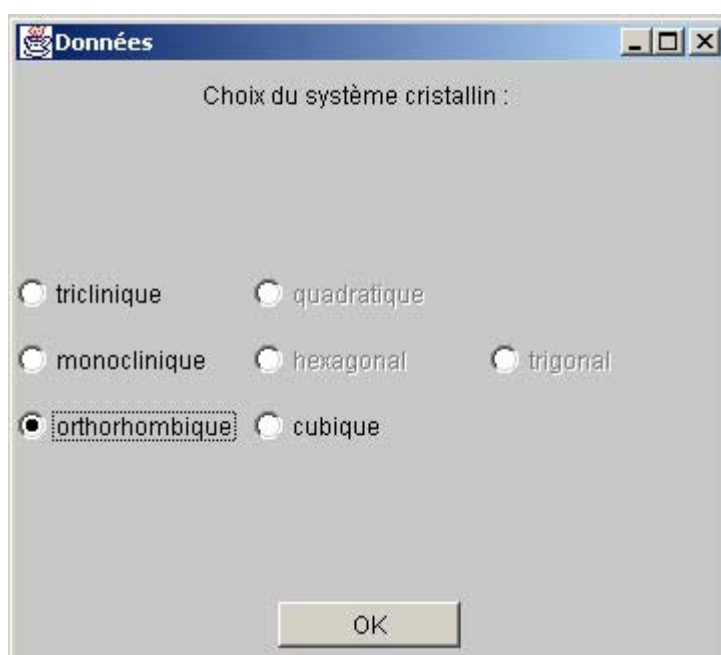 Données
Choix du système cristallin :
triclinique quadratique
monoclinique hexagonal trigonal
orthorhombique cubique
OK